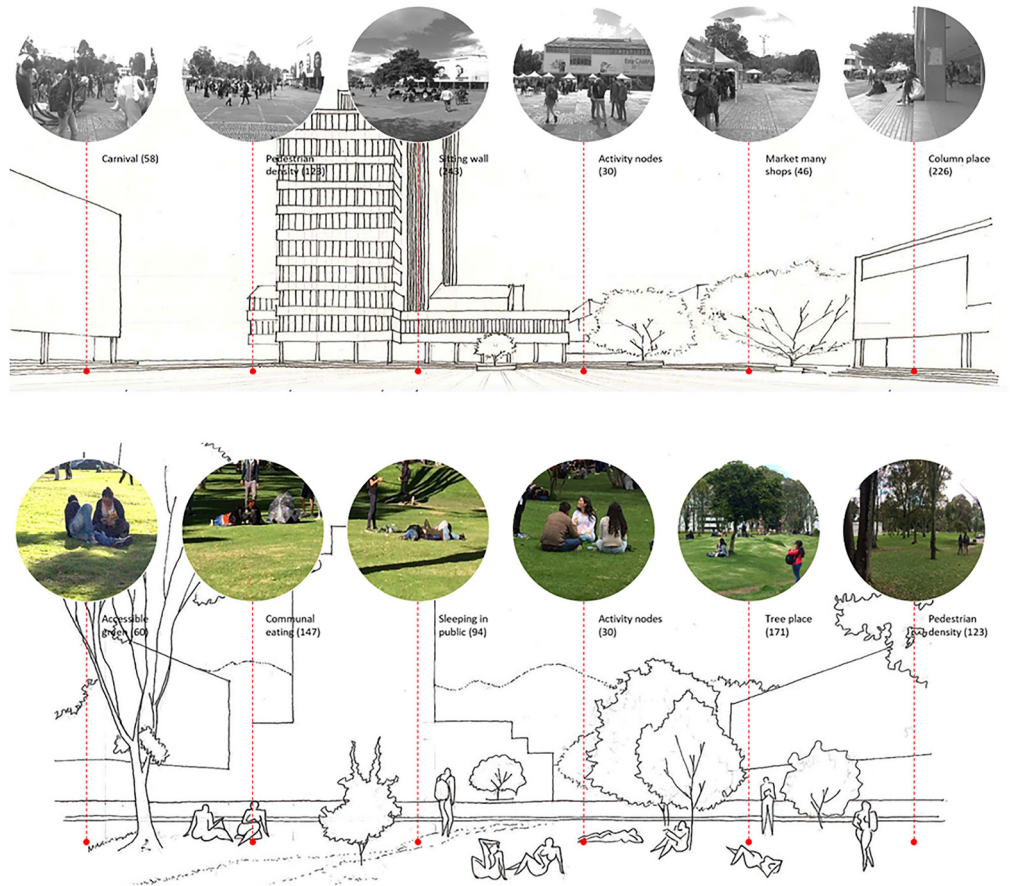 Carnival (58)
Pedestrian
density (123)
Sitting wall
(243)
Activity nodes
(30)
Market many
shops (46)
Column place
(226)
Accessible
green (60)
Communal
eating (147)
Sleeping in
public (94)
Activity nodes
(30)
Tree place
(171)
Pedestrian
density (123)